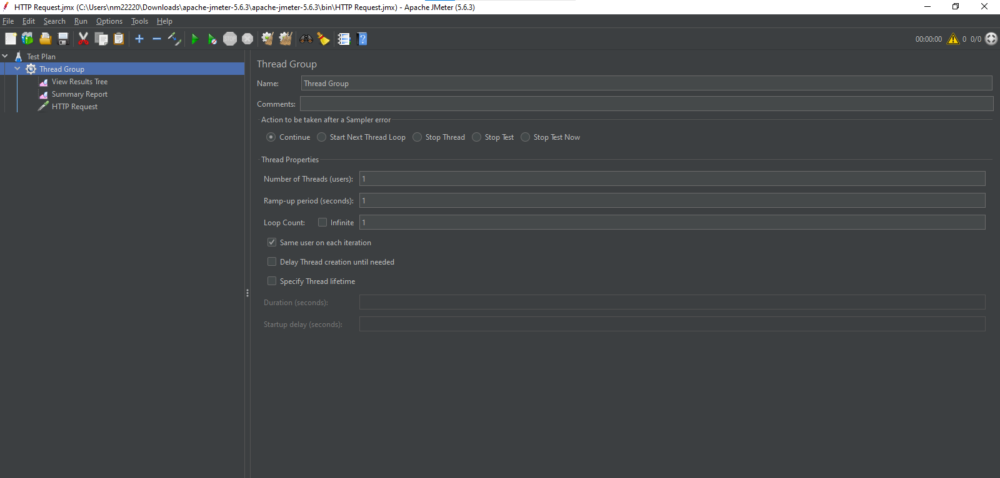 HTTP Request.jmx (C:\Users\nm22220\Downloads\apache-jmeter-5.6.3\apache-jmeter-5.6.3\bin\HTTP Request.jmx) - Apache JMeter (5.6.3)
File Edit Search Run Options Tools Help
STOP 00:00:00 0 0/0
Test Plan
Thread Group
View Results Tree
Summary Report
HTTP Request
Thread Group
Name: Thread Group
Comments:
Action to be taken after a Sampler error
Continue Start Next Thread Loop Stop Thread Stop Test Stop Test Now
Thread Properties
Number of Threads (users): 1
Ramp-up period (seconds): 1
Loop Count: Infinite 1
Same user on each iteration
Delay Thread creation until needed
Specify Thread lifetime
Duration (seconds):
Startup delay (seconds):